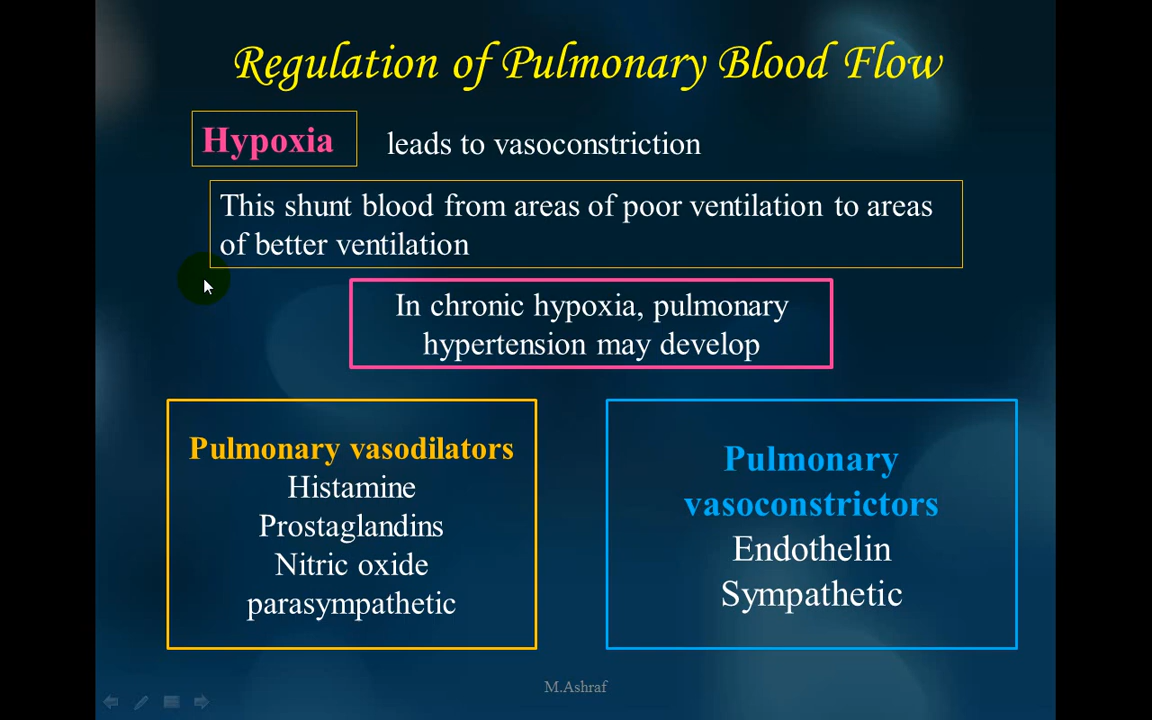 Regulation of Pulmonary Blood Flow
Hypoxia leads to vasoconstriction
This shunt blood from areas of poor ventilation to areas
of better ventilation
In chronic hypoxia, pulmonary
hypertension may develop
Pulmonary vasodilators
Histamine
Prostaglandins
Nitric oxide
parasympathetic
Pulmonary
vasoconstrictors
Endothelin
Sympathetic
M.Ashraf